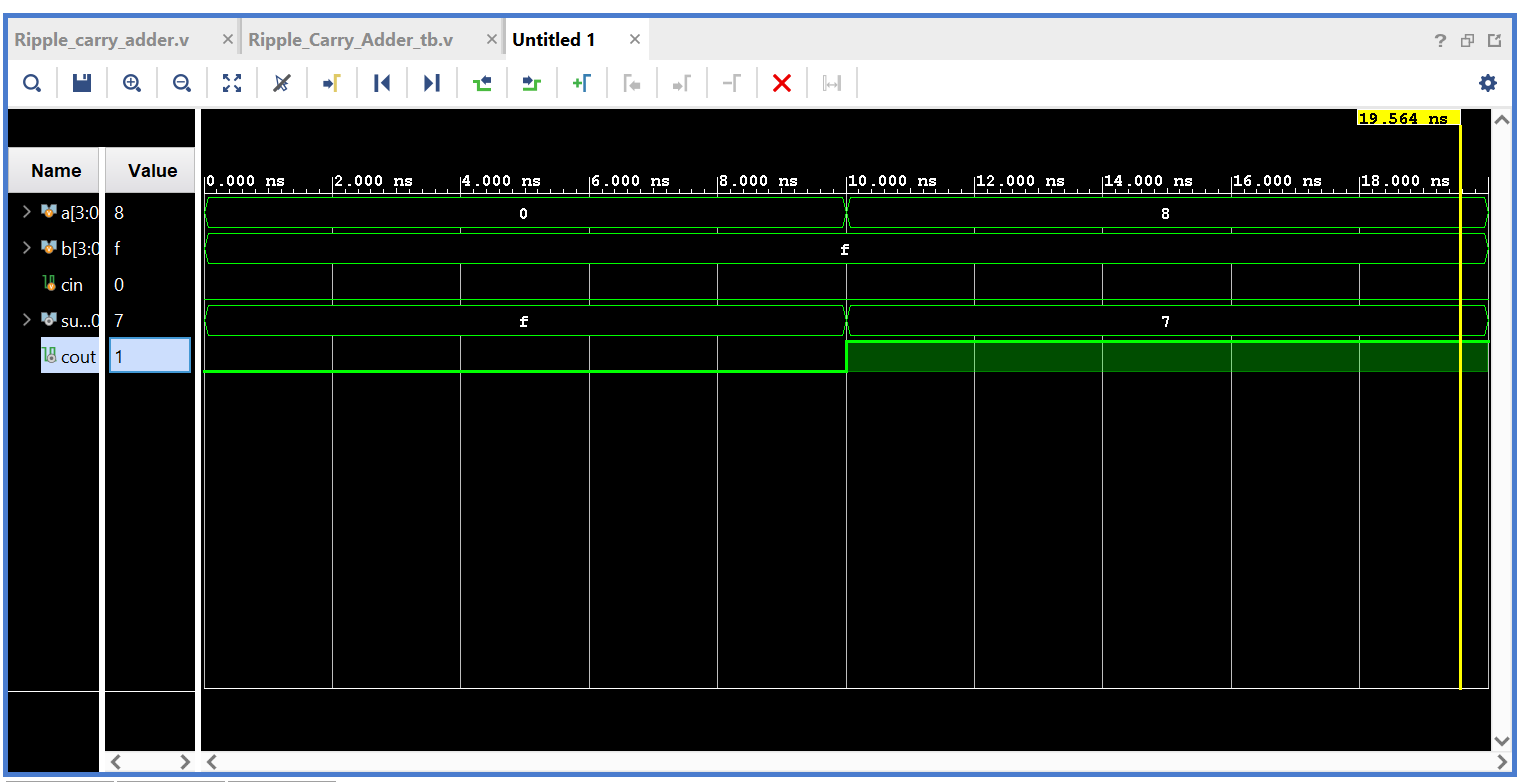 Ripple_carry_adder.v Ripple_Carry_Adder_tb.v Untitled 1
19.564 ns
Name Value
0.000 ns 2.000 ns 4.000 ns 6.000 ns 8.000 ns 10.000 ns 12.000 ns 14.000 ns 16.000 ns 18.000 ns
a[3:0 8 0 8
b[3:0 f f
cin 0
su...0 7 f 7
cout 1